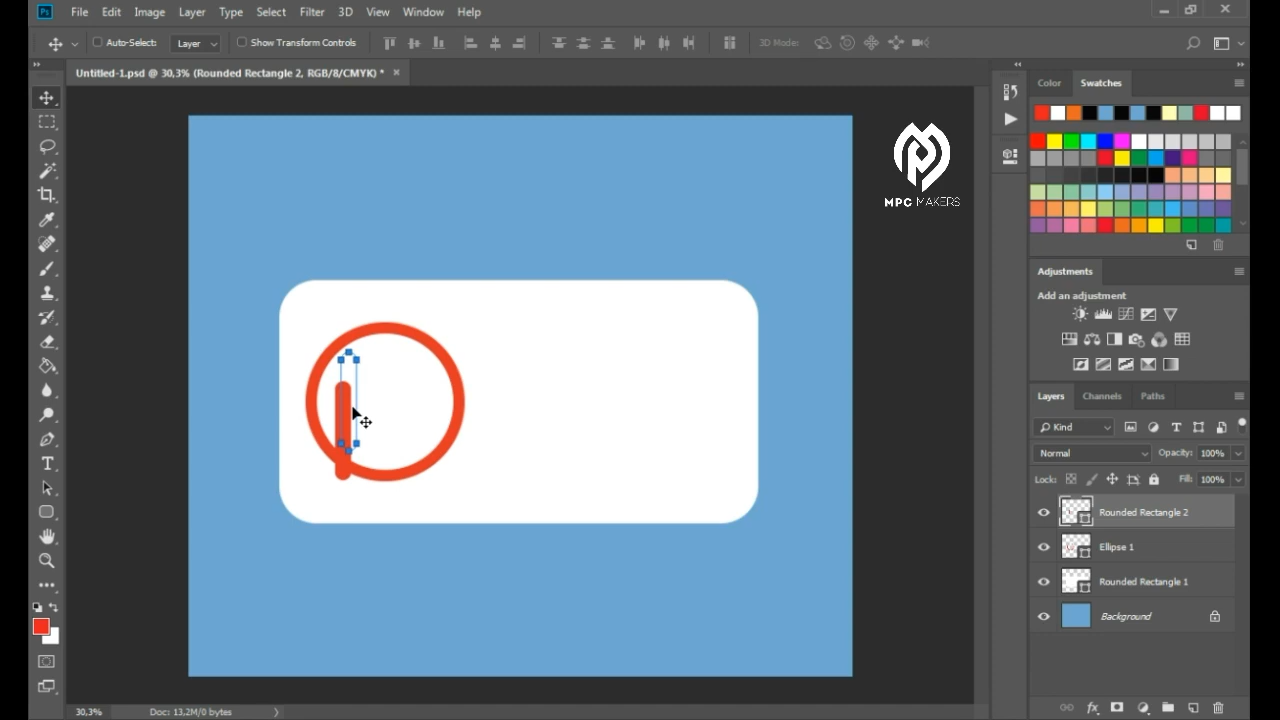 Ps File Edit Image Layer Type Select Filter 3D View Window Help
Auto-Select: Layer Show Transform Controls 3D Mode:
Untitled-1.psd @ 30,3% (Rounded Rectangle 2, RGB/8/CMYK) *
Color Swatches
MPC MAKERS
Adjustments
Add an adjustment
Layers Channels Paths
Kind
Normal Opacity: 100%
Lock: Fill: 100%
Rounded Rectangle 2
Ellipse 1
Rounded Rectangle 1
Background
30,3% Doc: 13,2M/0 bytes